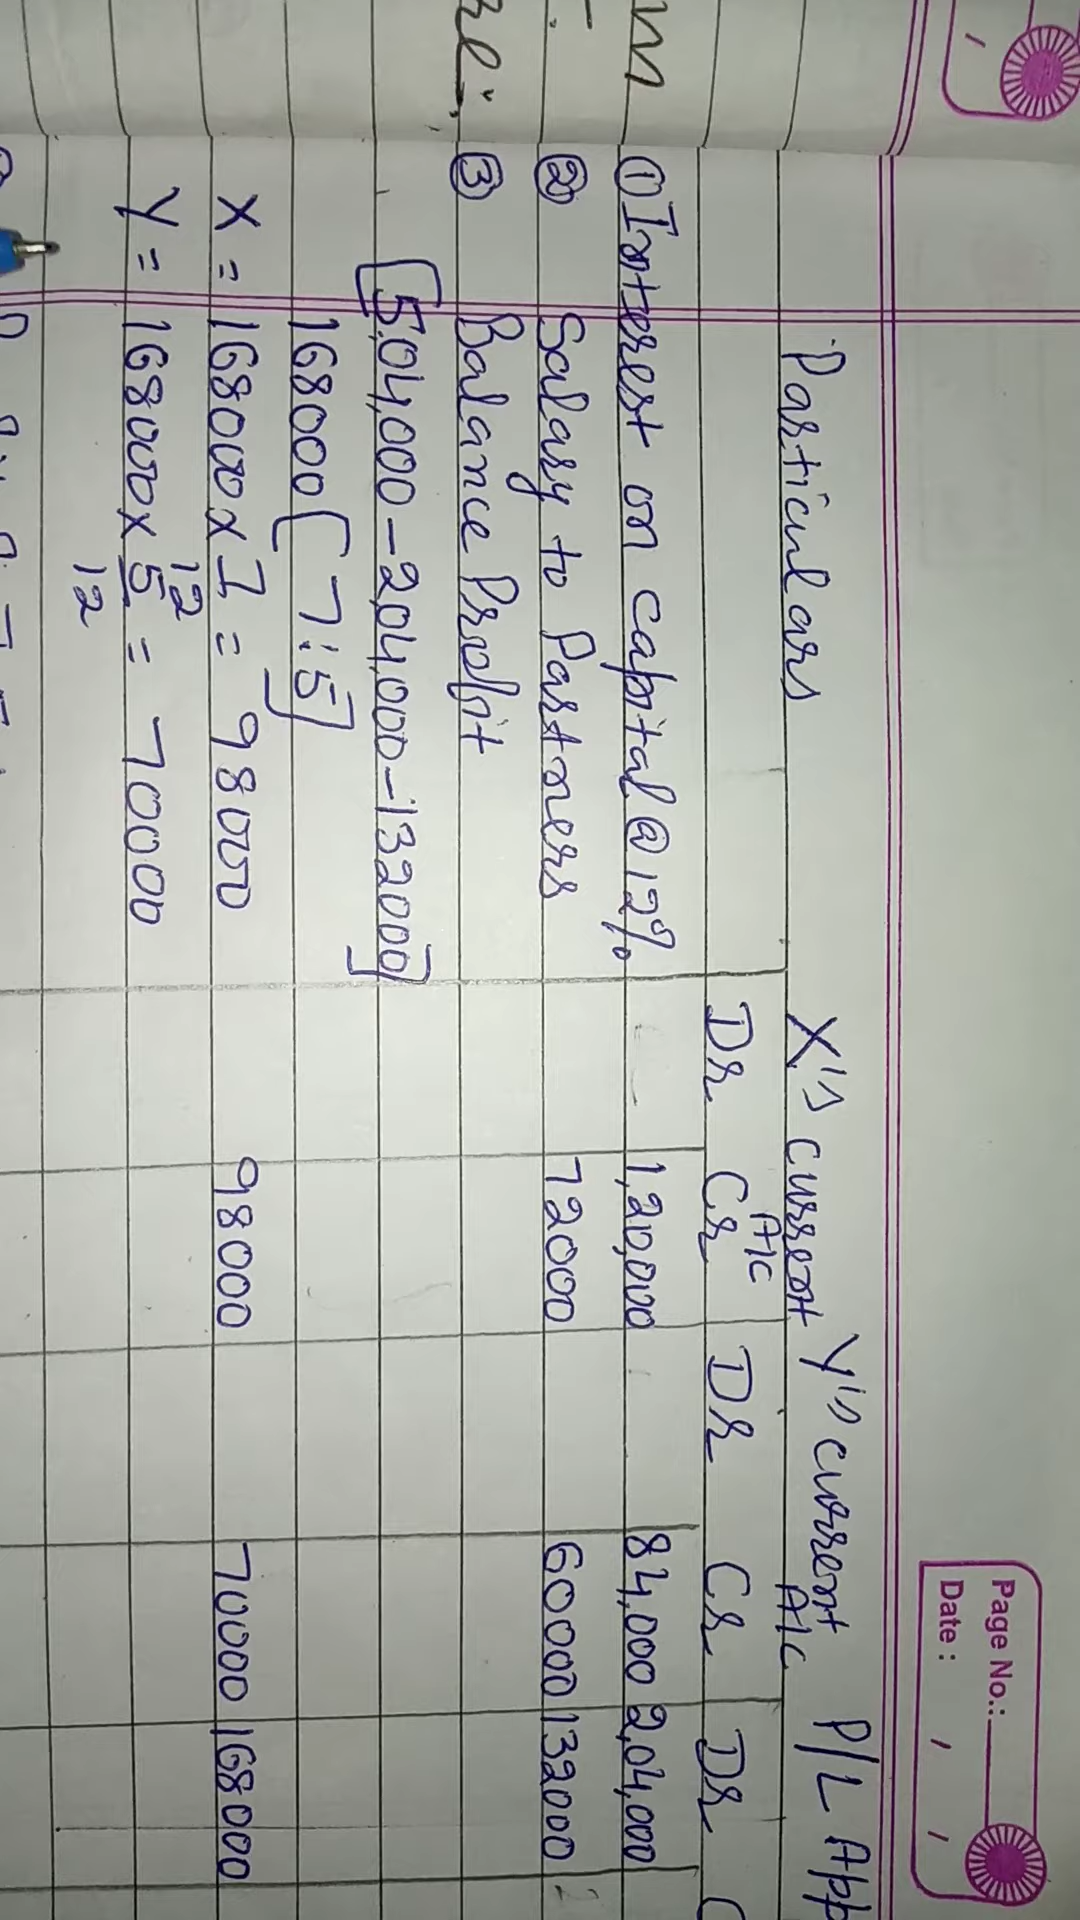 Page No.:
Date : / /
Particulars X's current A/c Y's current A/c P/L App
Dr Cr Dr Cr Dr C
① Interest on capital @ 12% 1,20,000 84,000 2,04,000
② Salary to Partners 72000 60000 132000
③ Balance Profit
[5,04,000-2,04,000-132000]
168000 [7:5]
X = 168000 x 7/12 = 98000 98000 70000 168000
Y = 168000 x 5/12 = 70000